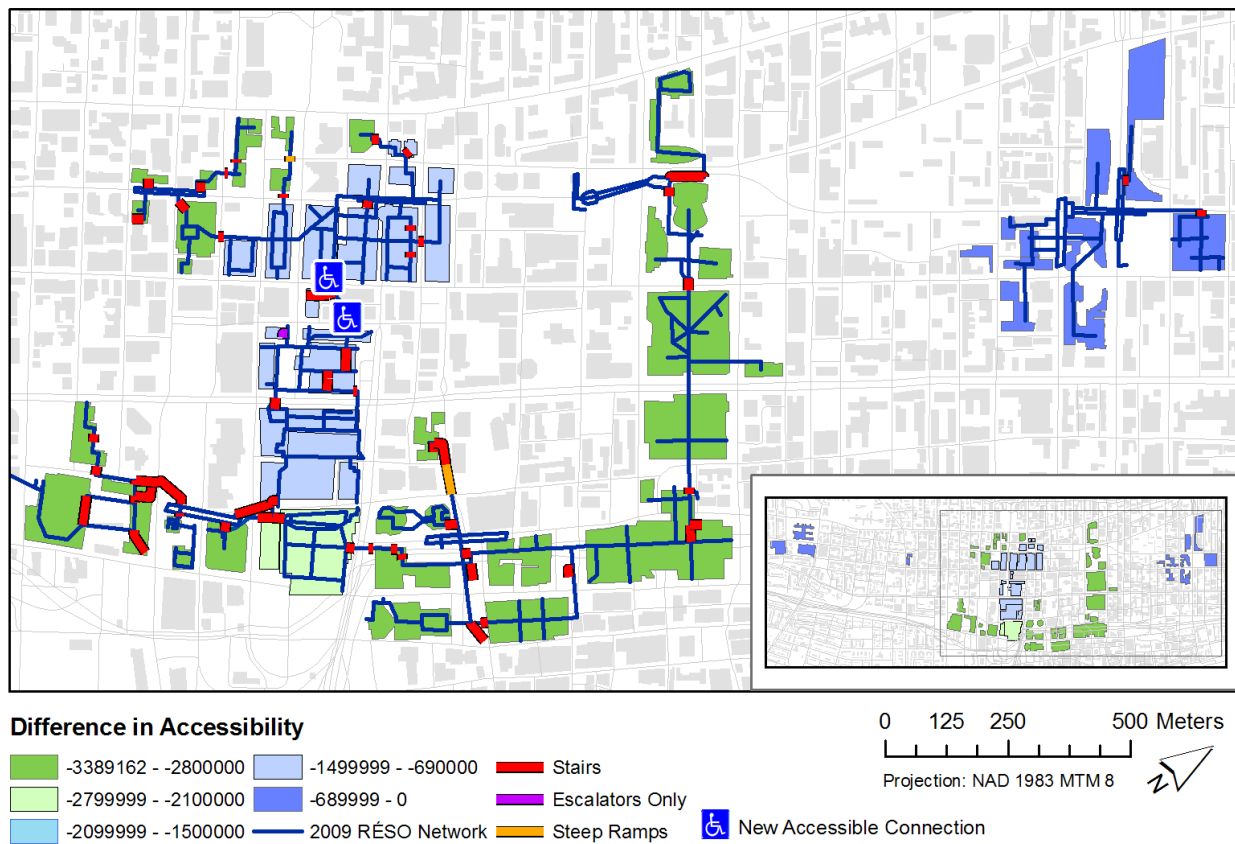 Difference in Accessibility
-3389162 - -2800000
-1499999 - -690000
Stairs
-2799999 - -2100000
-689999 - 0
Escalators Only
-2099999 - -1500000
2009 RÉSO Network
Steep Ramps
New Accessible Connection
0 125 250 500 Meters
Projection: NAD 1983 MTM 8
N